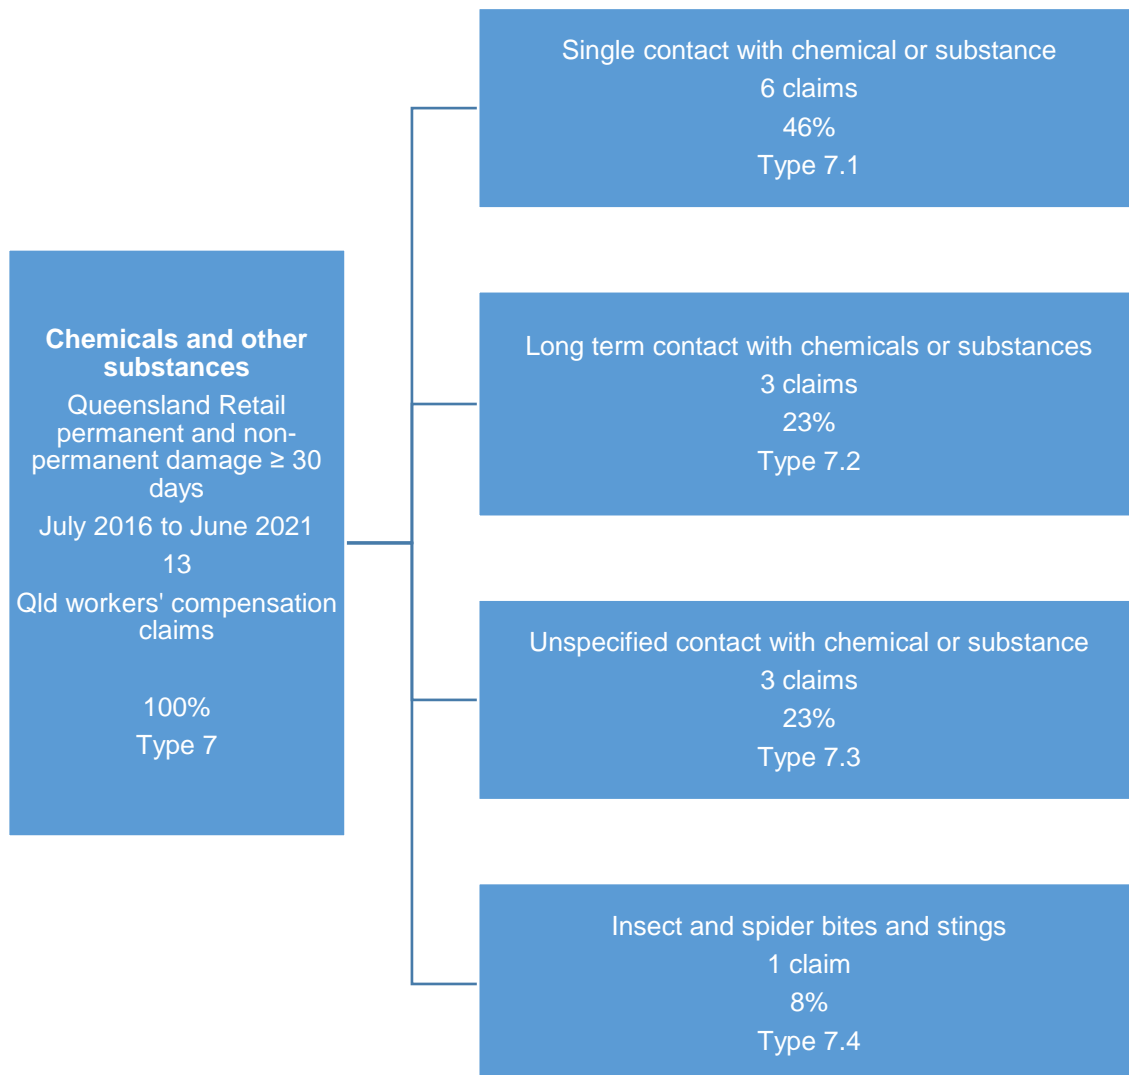 Single contact with chemical or substance
6 claims
46%
Type 7.1
Chemicals and other
substances
Queensland Retail
permanent and non-
permanent damage ≥ 30
days
July 2016 to June 2021
13
Qld workers' compensation
claims
100%
Type 7
Long term contact with chemicals or substances
3 claims
23%
Type 7.2
Unspecified contact with chemical or substance
3 claims
23%
Type 7.3
Insect and spider bites and stings
1 claim
8%
Type 7.4